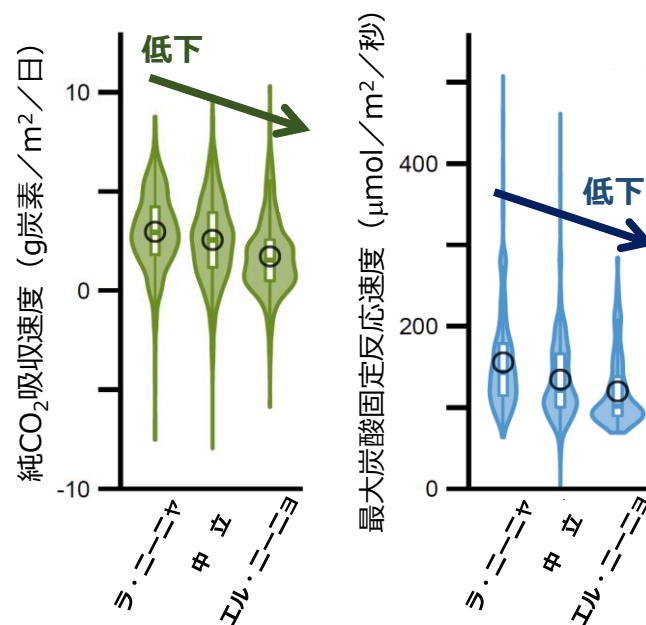 純CO₂吸収速度（g炭素／m²／日）
低下
10
0
-10
ラ・ニーニャ
中 立
エル・ニーニョ
最大炭酸固定反応速度（μmol／m²／秒）
低下
400
200
0
ラ・ニーニャ
中 立
エル・ニーニョ